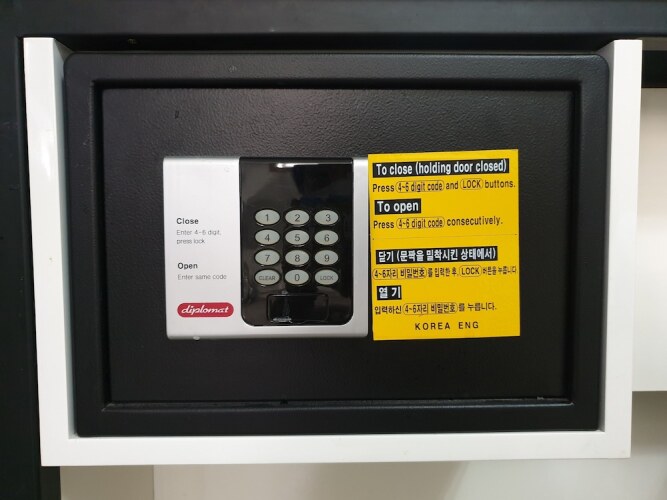 Close
Enter 4-6 digit,
press lock.
Open
Enter same code
diplomat
1 2 3
4 5 6
7 8 9
CLEAR 0 LOCK
To close (holding door closed)
Press 4~6 digit code and LOCK buttons.
To open
Press 4~6 digit code consecutively.
닫기 (문짝을 밀착시킨 상태에서)
4~6자리 비밀번호를 입력한 후, LOCK 버튼을 누릅니다
열 기
입력하신 4~6자리 비밀번호를 누릅니다.
KOREA ENG